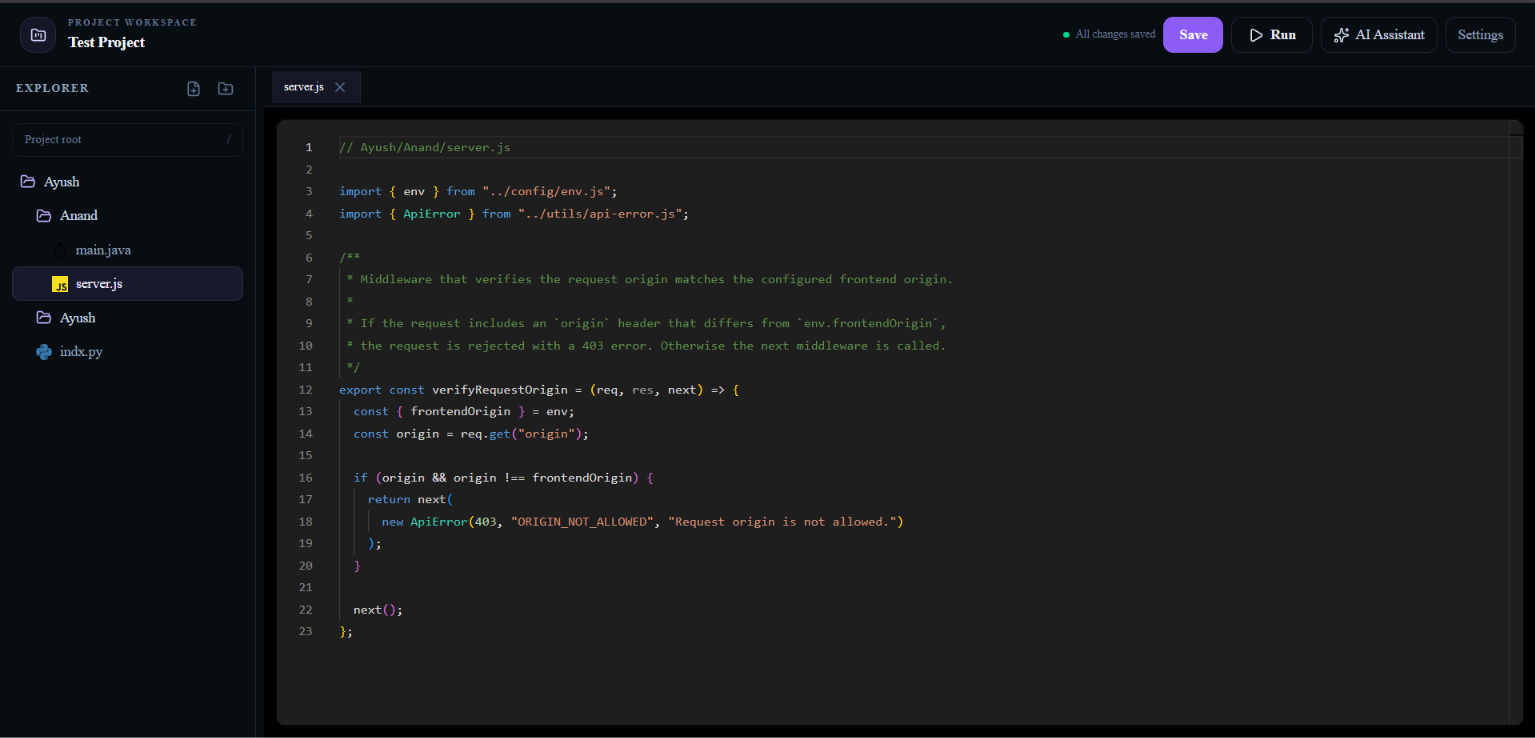 PROJECT WORKSPACE
Test Project
All changes saved
Save
Run
AI Assistant
Settings
EXPLORER
Project root /
Ayush
Anand
main.java
JS server.js
Ayush
indx.py
server.js
1 // Ayush/Anand/server.js
2
3 import { env } from "../config/env.js";
4 import { ApiError } from "../utils/api-error.js";
5
6 /**
7  * Middleware that verifies the request origin matches the configured frontend origin.
8  *
9  * If the request includes an `origin` header that differs from `env.frontendOrigin`,
10  * the request is rejected with a 403 error. Otherwise the next middleware is called.
11  */
12 export const verifyRequestOrigin = (req, res, next) => {
13   const { frontendOrigin } = env;
14   const origin = req.get("origin");
15
16   if (origin && origin !== frontendOrigin) {
17     return next(
18       new ApiError(403, "ORIGIN_NOT_ALLOWED", "Request origin is not allowed.")
19     );
20   }
21
22   next();
23 };